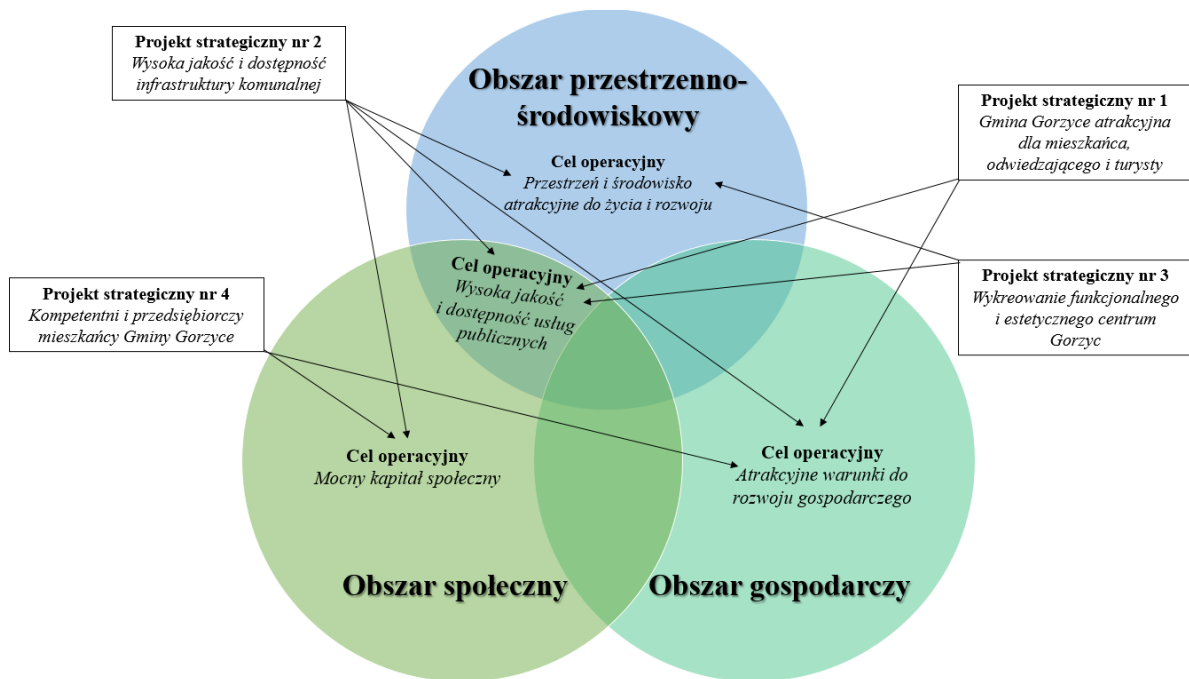 Projekt strategiczny nr 2
Wysoka jakość i dostępność
infrastruktury komunalnej
Obszar przestrzenno-
środowiskowy
Cel operacyjny
Przestrzeń i środowisko
atrakcyjne do życia i rozwoju
Projekt strategiczny nr 1
Gmina Gorzyce atrakcyjna
dla mieszkańca,
odwiedzającego i turysty
Cel operacyjny
Wysoka jakość
i dostępność usług
publicznych
Projekt strategiczny nr 3
Wykreowanie funkcjonalnego
i estetycznego centrum
Gorzyc
Projekt strategiczny nr 4
Kompetentni i przedsiębiorczy
mieszkańcy Gminy Gorzyce
Cel operacyjny
Mocny kapitał społeczny
Cel operacyjny
Atrakcyjne warunki do
rozwoju gospodarczego
Obszar społeczny
Obszar gospodarczy